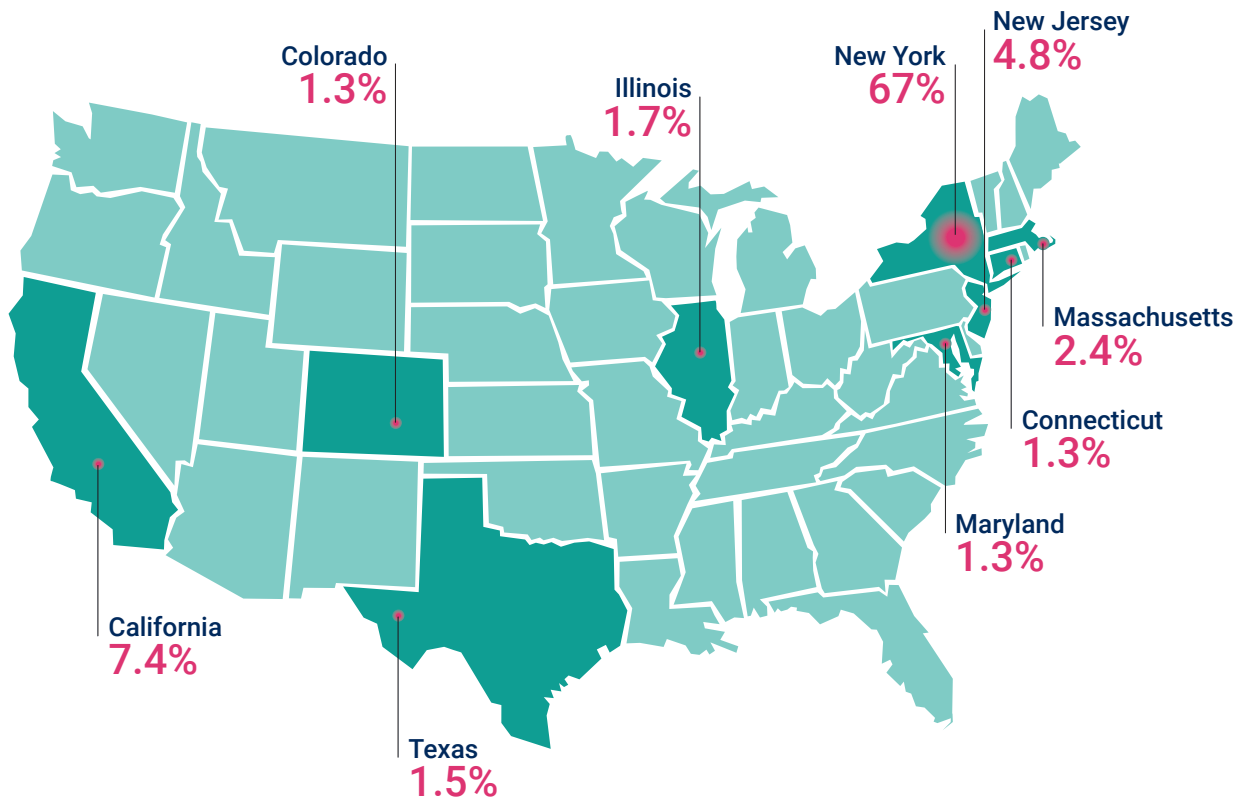 New Jersey
4.8%
Colorado
1.3%
New York
67%
Illinois
1.7%
Massachusetts
2.4%
Connecticut
1.3%
Maryland
1.3%
California
7.4%
Texas
1.5%